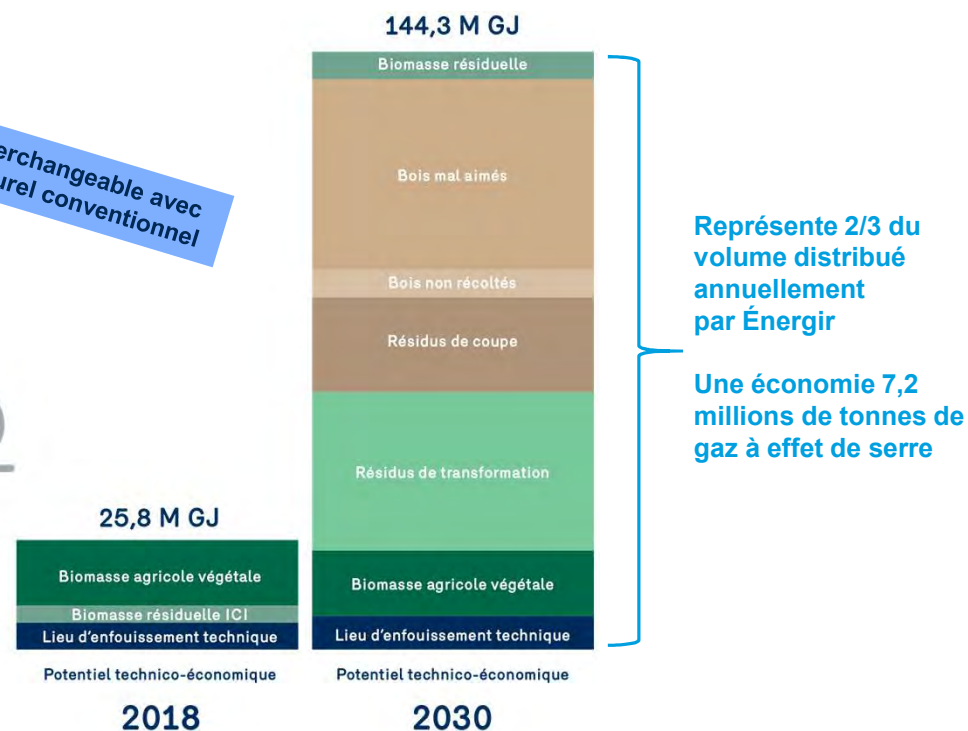 144,3 M GJ
Biomasse résiduelle
Bois mal aimés
Bois non récoltés
Résidus de coupe
Résidus de transformation
Biomasse agricole végétale
Lieu d'enfouissement technique
Potentiel technico-économique
2030
avec
conventionnel
25,8 M GJ
Biomasse agricole végétale
Biomasse résiduelle ICI
Lieu d'enfouissement technique
Potentiel technico-économique
2018
Représente 2/3 du
volume distribué
annuellement
par Énergir
Une économie 7,2
millions de tonnes de
gaz à effet de serre